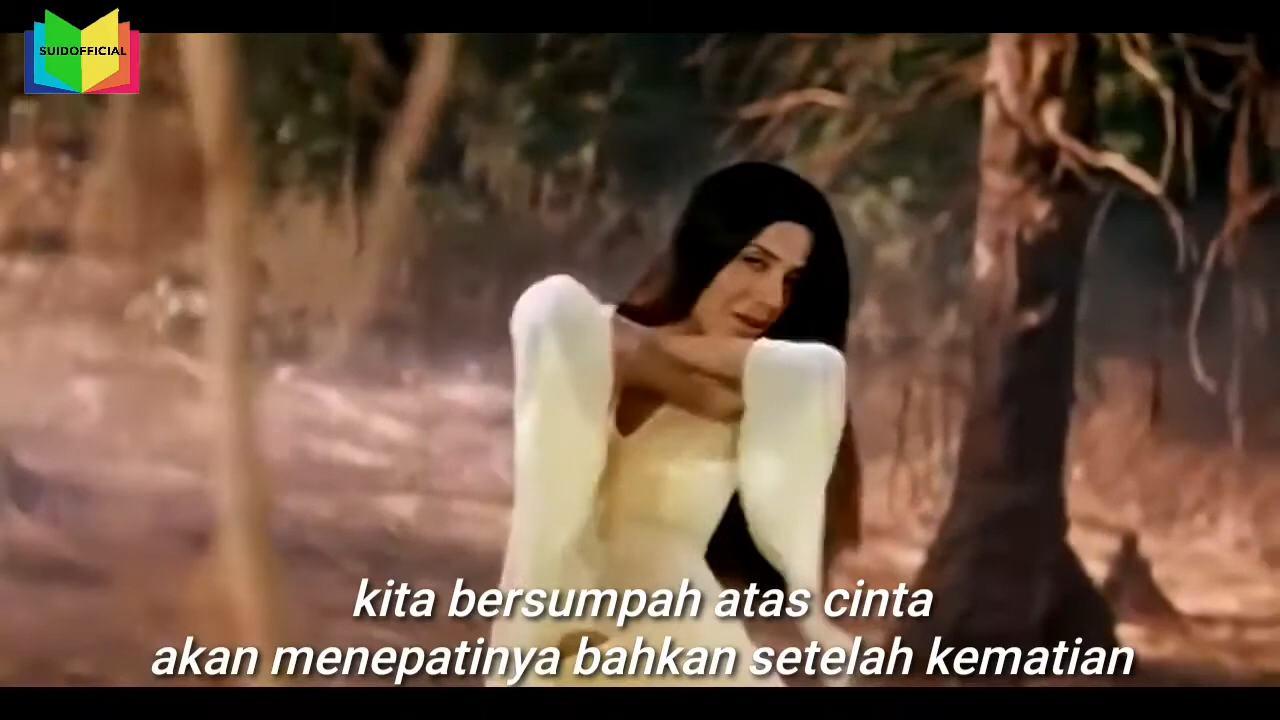 SUIDOFFICIAL
kita bersumpah atas cinta
akan menepatinya bahkan setelah kematian